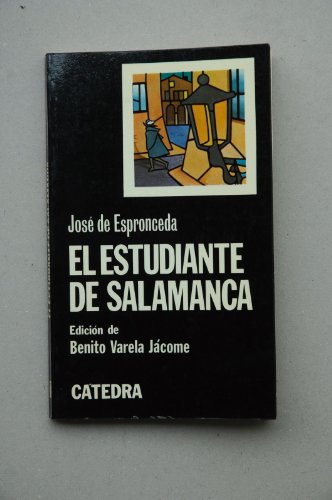 José de Espronceda
EL ESTUDIANTE
DE SALAMANCA
Edición de
Benito Varela Jácome
CATEDRA